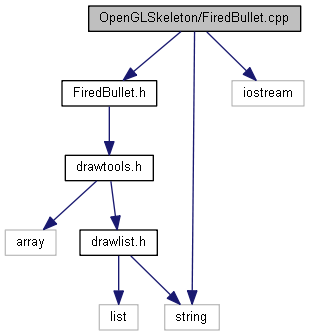 OpenGLSkeleton/FiredBullet.cpp
FiredBullet.h
iostream
drawtools.h
array
drawlist.h
list
string